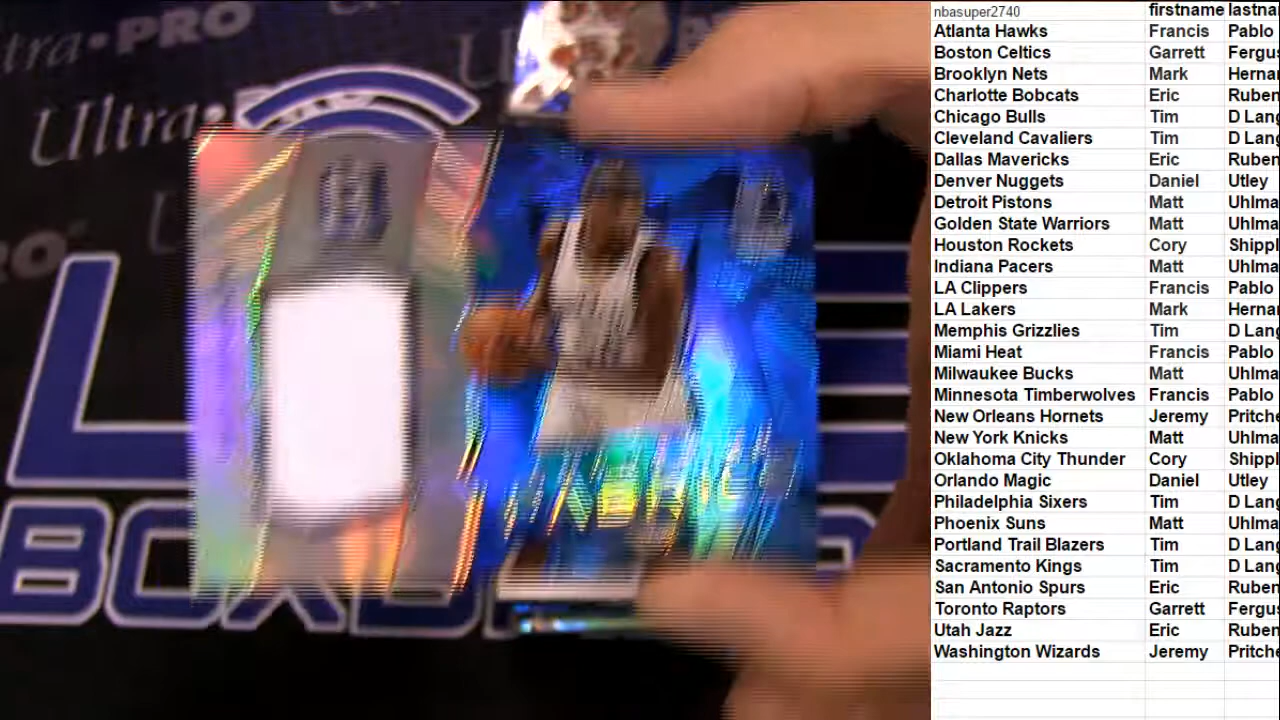 nbasuper2740 firstname lastna
Atlanta Hawks Francis Pablo
Boston Celtics Garrett Fergus
Brooklyn Nets Mark Herna
Charlotte Bobcats Eric Ruben
Chicago Bulls Tim D Lang
Cleveland Cavaliers Tim D Lang
Dallas Mavericks Eric Ruben
Denver Nuggets Daniel Utley
Detroit Pistons Matt Uhlma
Golden State Warriors Matt Uhlma
Houston Rockets Cory Shippl
Indiana Pacers Matt Uhlma
LA Clippers Francis Pablo
LA Lakers Mark Herna
Memphis Grizzlies Tim D Lang
Miami Heat Francis Pablo
Milwaukee Bucks Matt Uhlma
Minnesota Timberwolves Francis Pablo
New Orleans Hornets Jeremy Pritche
New York Knicks Matt Uhlma
Oklahoma City Thunder Cory Shippl
Orlando Magic Daniel Utley
Philadelphia Sixers Tim D Lang
Phoenix Suns Matt Uhlma
Portland Trail Blazers Tim D Lang
Sacramento Kings Tim D Lang
San Antonio Spurs Eric Ruben
Toronto Raptors Garrett Fergus
Utah Jazz Eric Ruben
Washington Wizards Jeremy Pritche
tra•PRO
Ultra•